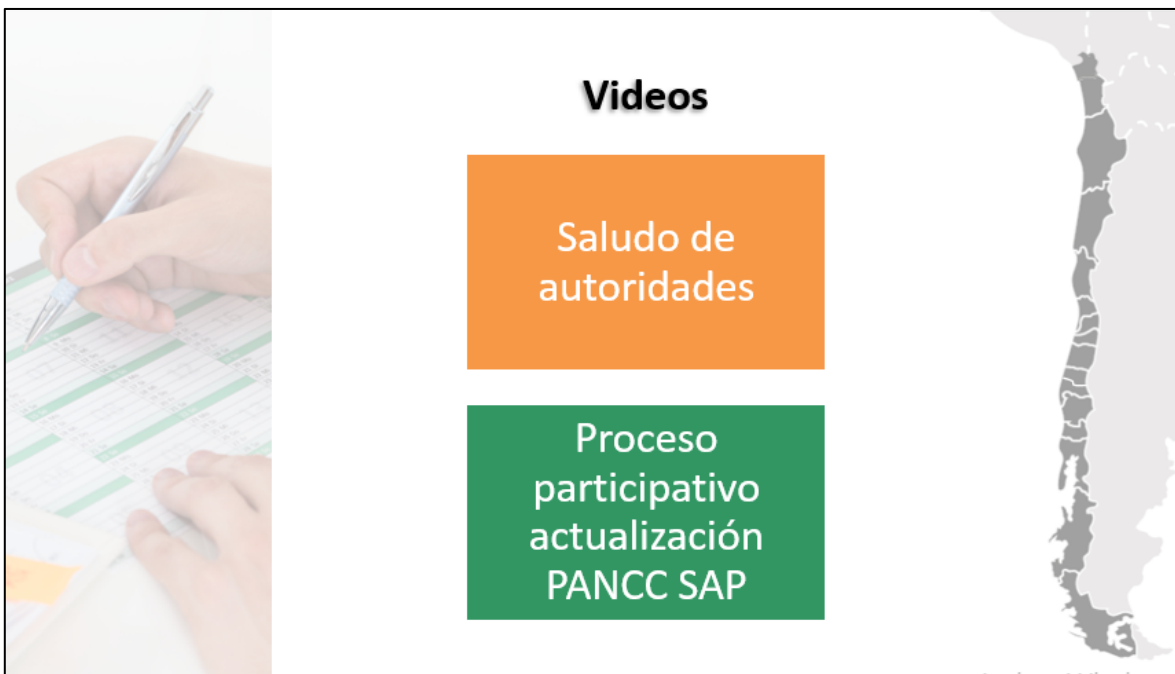 Videos
Saludo de
autoridades
Proceso
participativo
actualización
PANCC SAP